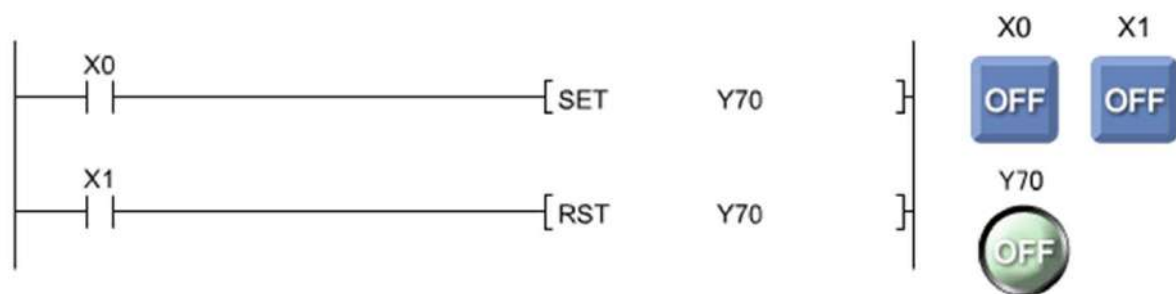 X0 X1
X0
[SET Y70 ]
OFF OFF
X1
Y70
[RST Y70 ]
OFF